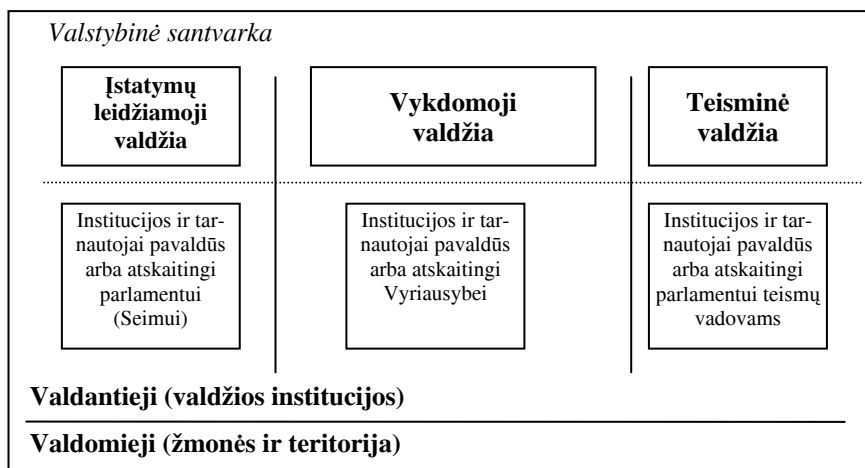 Valstybinė santvarka
Įstatymų
leidžiamoji
valdžia
Vykdomoji
valdžia
Teisminė
valdžia
Institucijos ir tar-
nautojai pavaldūs
arba atskaitingi
parlamentui
(Seimui)
Institucijos ir tar-
nautojai pavaldūs
arba atskaitingi
Vyriausybei
Institucijos ir tar-
nautojai pavaldūs
arba atskaitingi
parlamentui teismų
vadovams
Valdantieji (valdžios institucijos)
Valdomieji (žmonės ir teritorija)